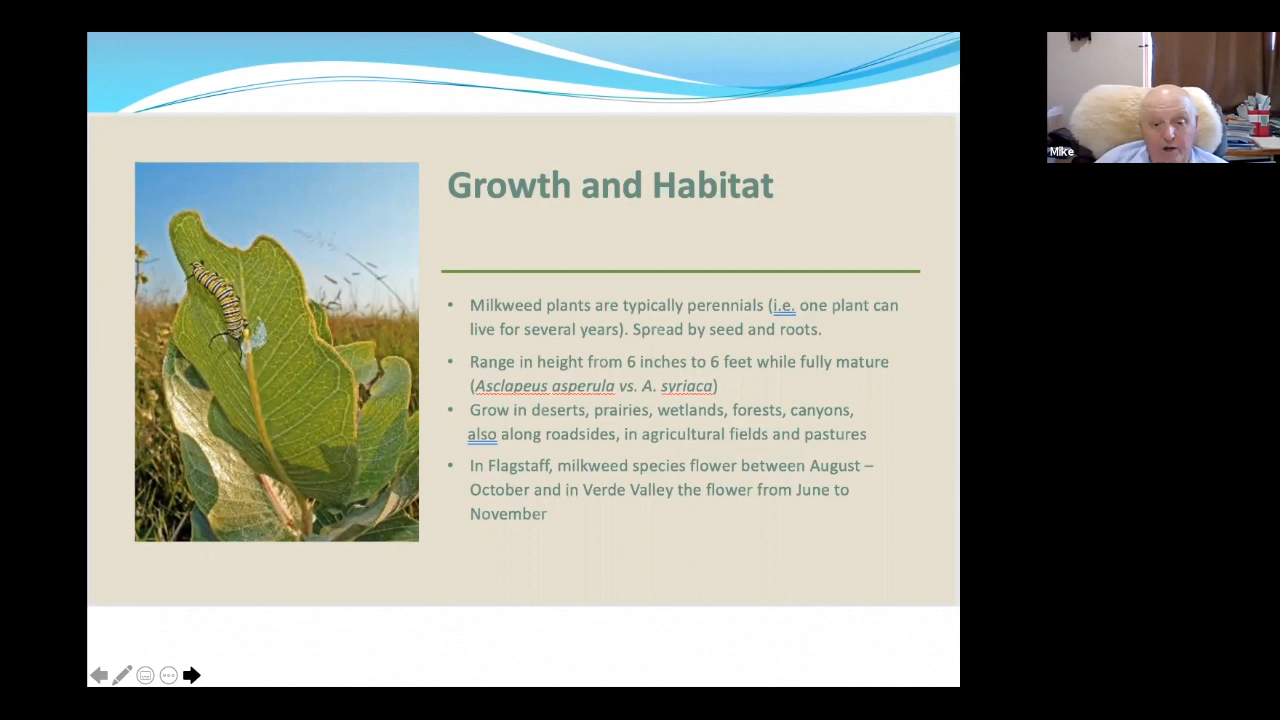 Growth and Habitat
• Milkweed plants are typically perennials (i.e. one plant can
live for several years). Spread by seed and roots.
• Range in height from 6 inches to 6 feet while fully mature
(Asclapeus asperula vs. A. syriaca)
• Grow in deserts, prairies, wetlands, forests, canyons,
also along roadsides, in agricultural fields and pastures
• In Flagstaff, milkweed species flower between August –
October and in Verde Valley the flower from June to
November
Mike